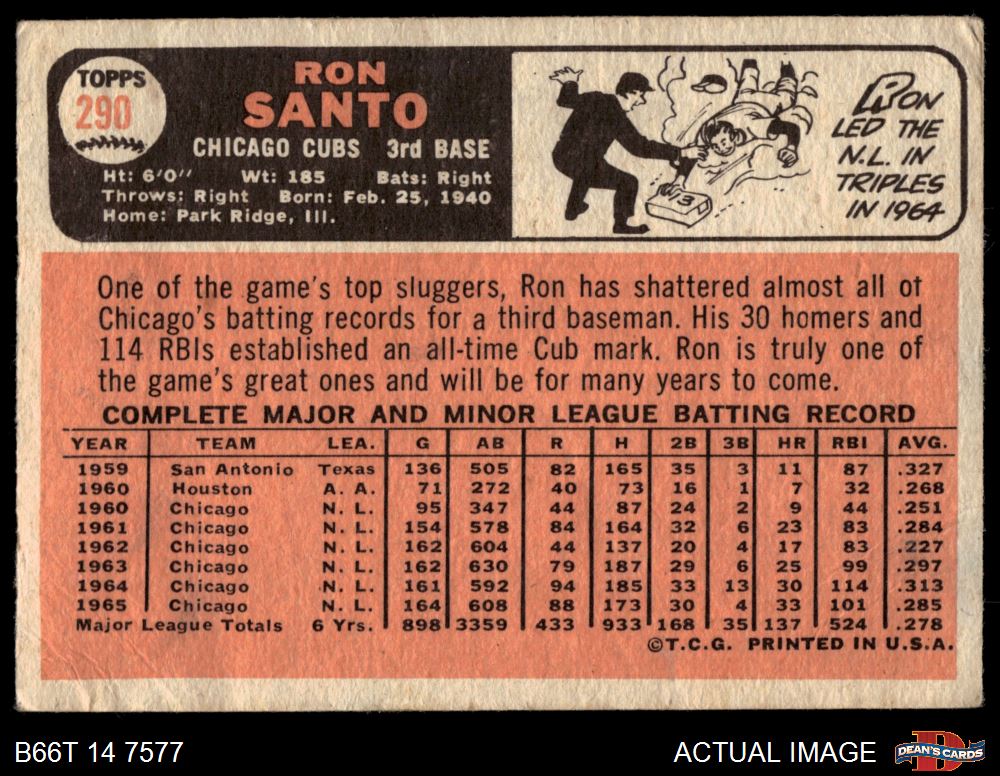 TOPPS
290
RON
SANTO
CHICAGO CUBS 3rd BASE
Ht: 6'0" Wt: 185 Bats: Right
Throws: Right Born: Feb. 25, 1940
Home: Park Ridge, Ill.
3
RON
LED THE
N.L. IN
TRIPLES
IN 1964
One of the game's top sluggers, Ron has shattered almost all of
Chicago's batting records for a third baseman. His 30 homers and
114 RBIs established an all-time Cub mark. Ron is truly one of
the game's great ones and will be for many years to come.
COMPLETE MAJOR AND MINOR LEAGUE BATTING RECORD
YEAR TEAM LEA. G AB R H 2B 3B HR RBI AVG.
1959 San Antonio Texas 136 505 82 165 35 3 11 87 .327
1960 Houston A. A. 71 272 40 73 16 1 7 32 .268
1960 Chicago N. L. 95 347 44 87 24 2 9 44 .251
1961 Chicago N. L. 154 578 84 164 32 6 23 83 .284
1962 Chicago N. L. 162 604 44 137 20 4 17 83 .227
1963 Chicago N. L. 162 630 79 187 29 6 25 99 .297
1964 Chicago N. L. 161 592 94 185 33 13 30 114 .313
1965 Chicago N. L. 164 608 88 173 30 4 33 101 .285
Major League Totals 6 Yrs. 898 3359 433 933 168 35 137 524 .278
©T.C.G. PRINTED IN U.S.A.
B66T 14 7577
ACTUAL IMAGE
DEAN'S CARDS